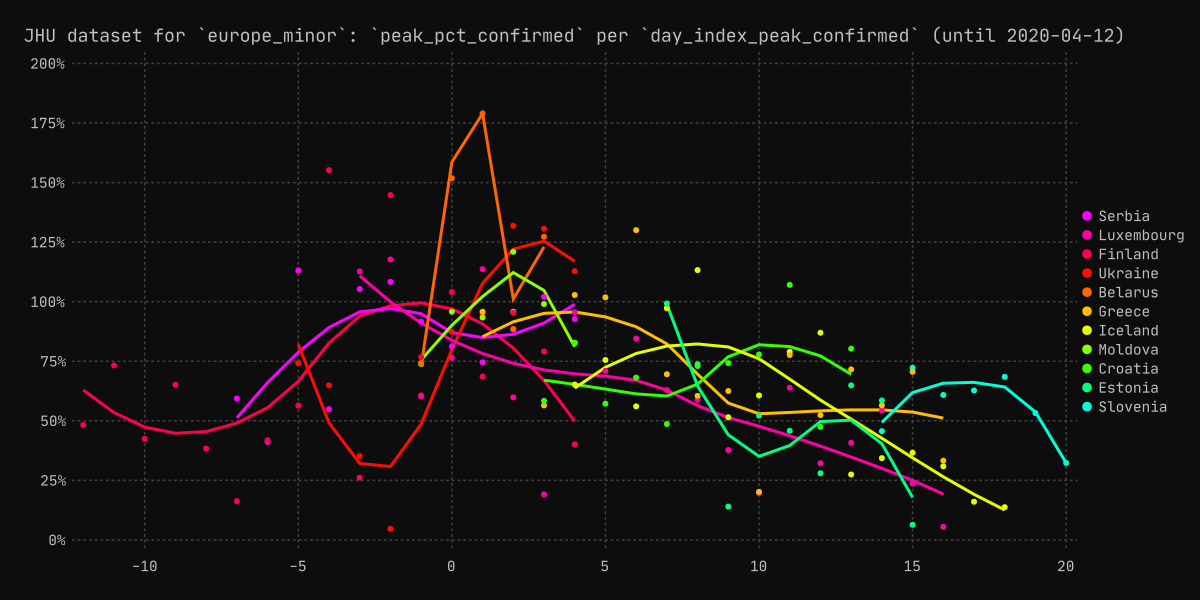 JHU dataset for `europe_minor`: `peak_pct_confirmed` per `day_index_peak_confirmed` (until 2020-04-12)
200%
175%
150%
125%
100%
75%
50%
25%
0%
-10
-5
0
5
10
15
20
Serbia
Luxembourg
Finland
Ukraine
Belarus
Greece
Iceland
Moldova
Croatia
Estonia
Slovenia